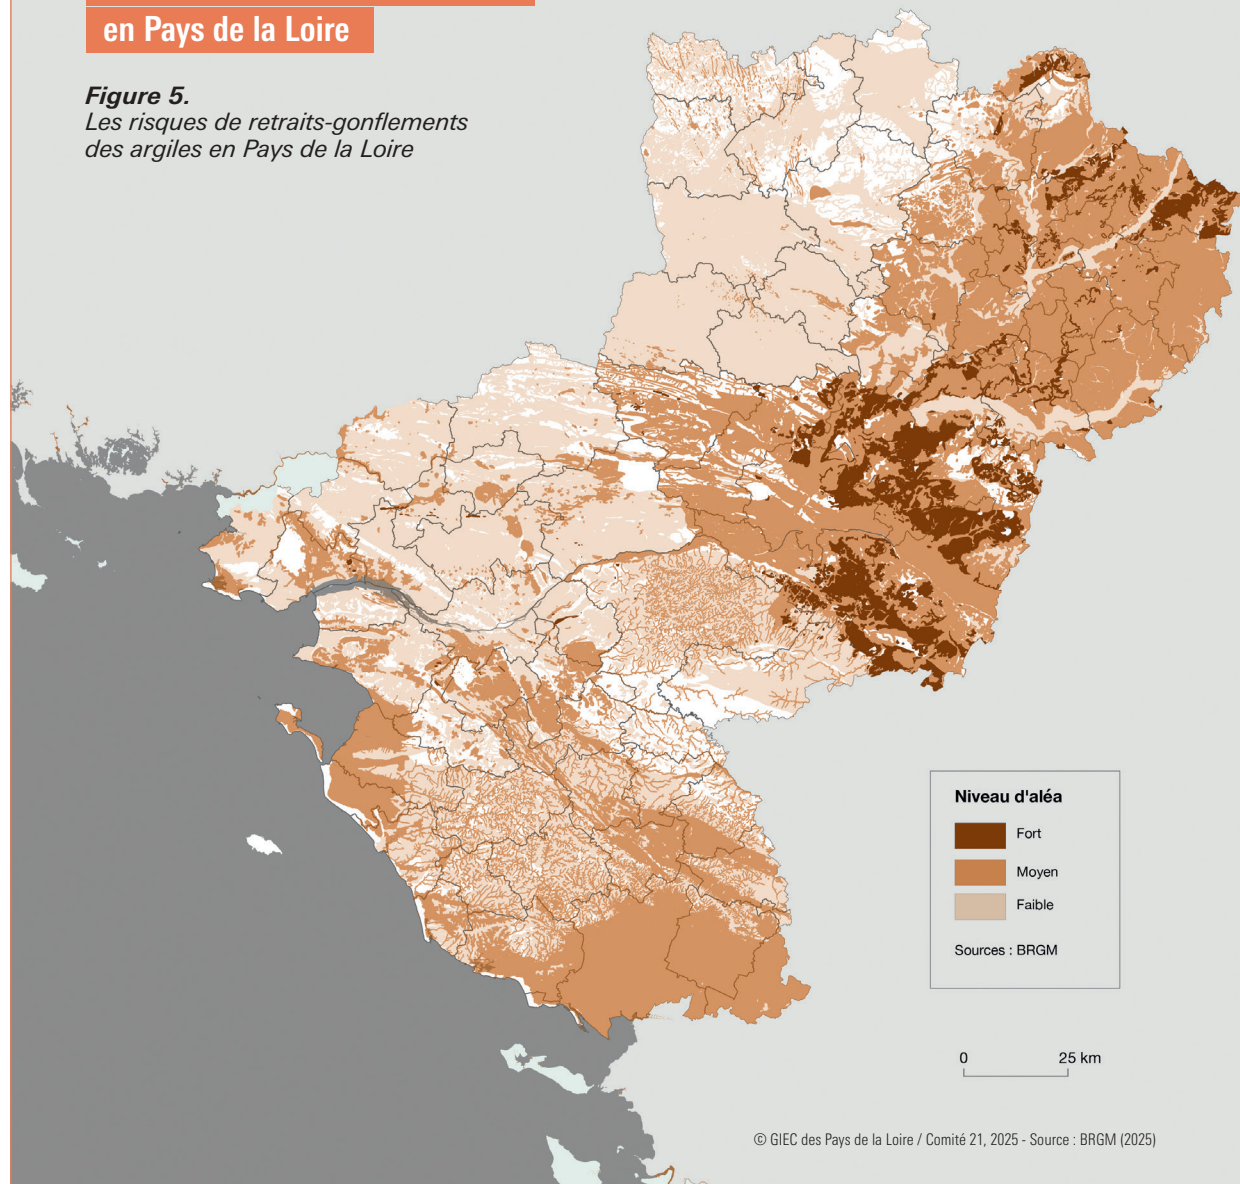 en Pays de la Loire
Figure 5.
Les risques de retraits-gonflements
des argiles en Pays de la Loire
Niveau d'aléa
Fort
Moyen
Faible
Sources : BRGM
0 25 km
© GIEC des Pays de la Loire / Comité 21, 2025 - Source : BRGM (2025)